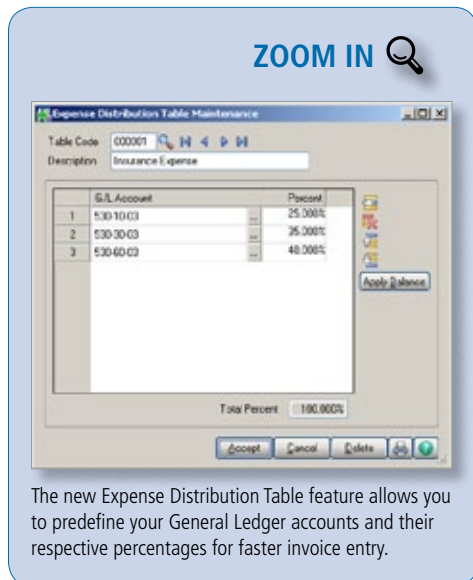 ZOOM IN
Expense Distribution Table Maintenance
Table Code 000001
Description Insurance Expense
G/L Account Percent
1 530-10-03 ... 25.000%
2 530-30-03 ... 35.000%
3 530-60-03 ... 40.000%
Apply Balance
Total Percent 100.000%
Accept Cancel Delete
The new Expense Distribution Table feature allows you
to predefine your General Ledger accounts and their
respective percentages for faster invoice entry.